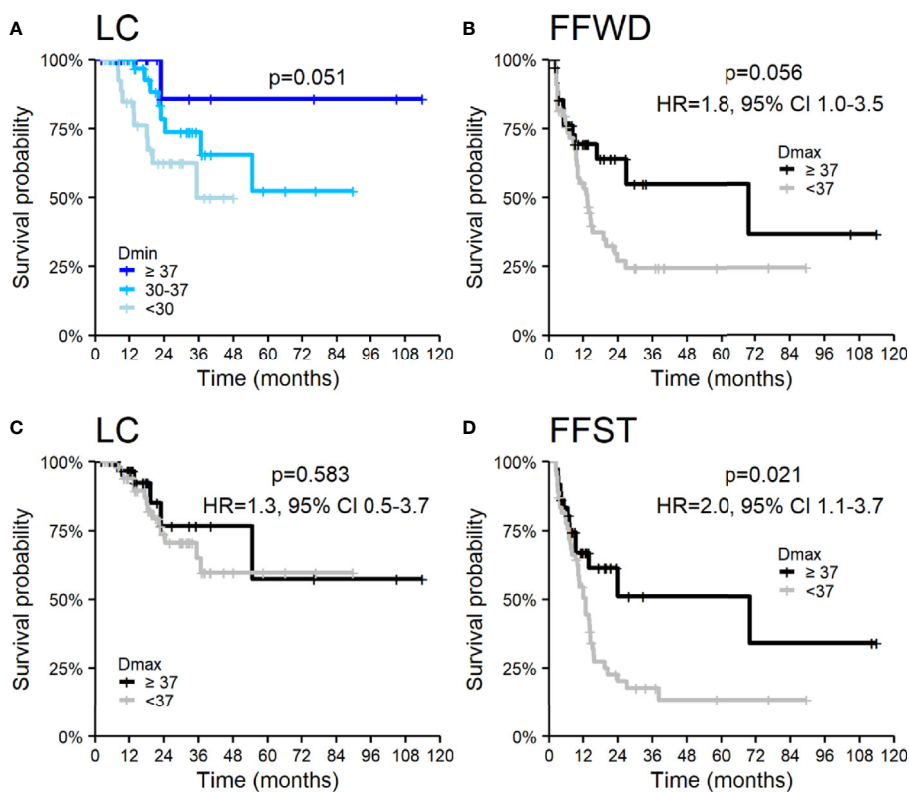 A
LC
100%
75%
50%
25%
0%
Survival probability
p=0.051
Dmin
≥ 37
30-37
<30
0 12 24 36 48 60 72 84 96 108 120
Time (months)
B
FFWD
100%
75%
50%
25%
0%
Survival probability
p=0.056
HR=1.8, 95% CI 1.0-3.5
Dmax
≥ 37
<37
0 12 24 36 48 60 72 84 96 108 120
Time (months)
C
LC
100%
75%
50%
25%
0%
Survival probability
p=0.583
HR=1.3, 95% CI 0.5-3.7
Dmax
≥ 37
<37
0 12 24 36 48 60 72 84 96 108 120
Time (months)
D
FFST
100%
75%
50%
25%
0%
Survival probability
p=0.021
HR=2.0, 95% CI 1.1-3.7
Dmax
≥ 37
<37
0 12 24 36 48 60 72 84 96 108 120
Time (months)